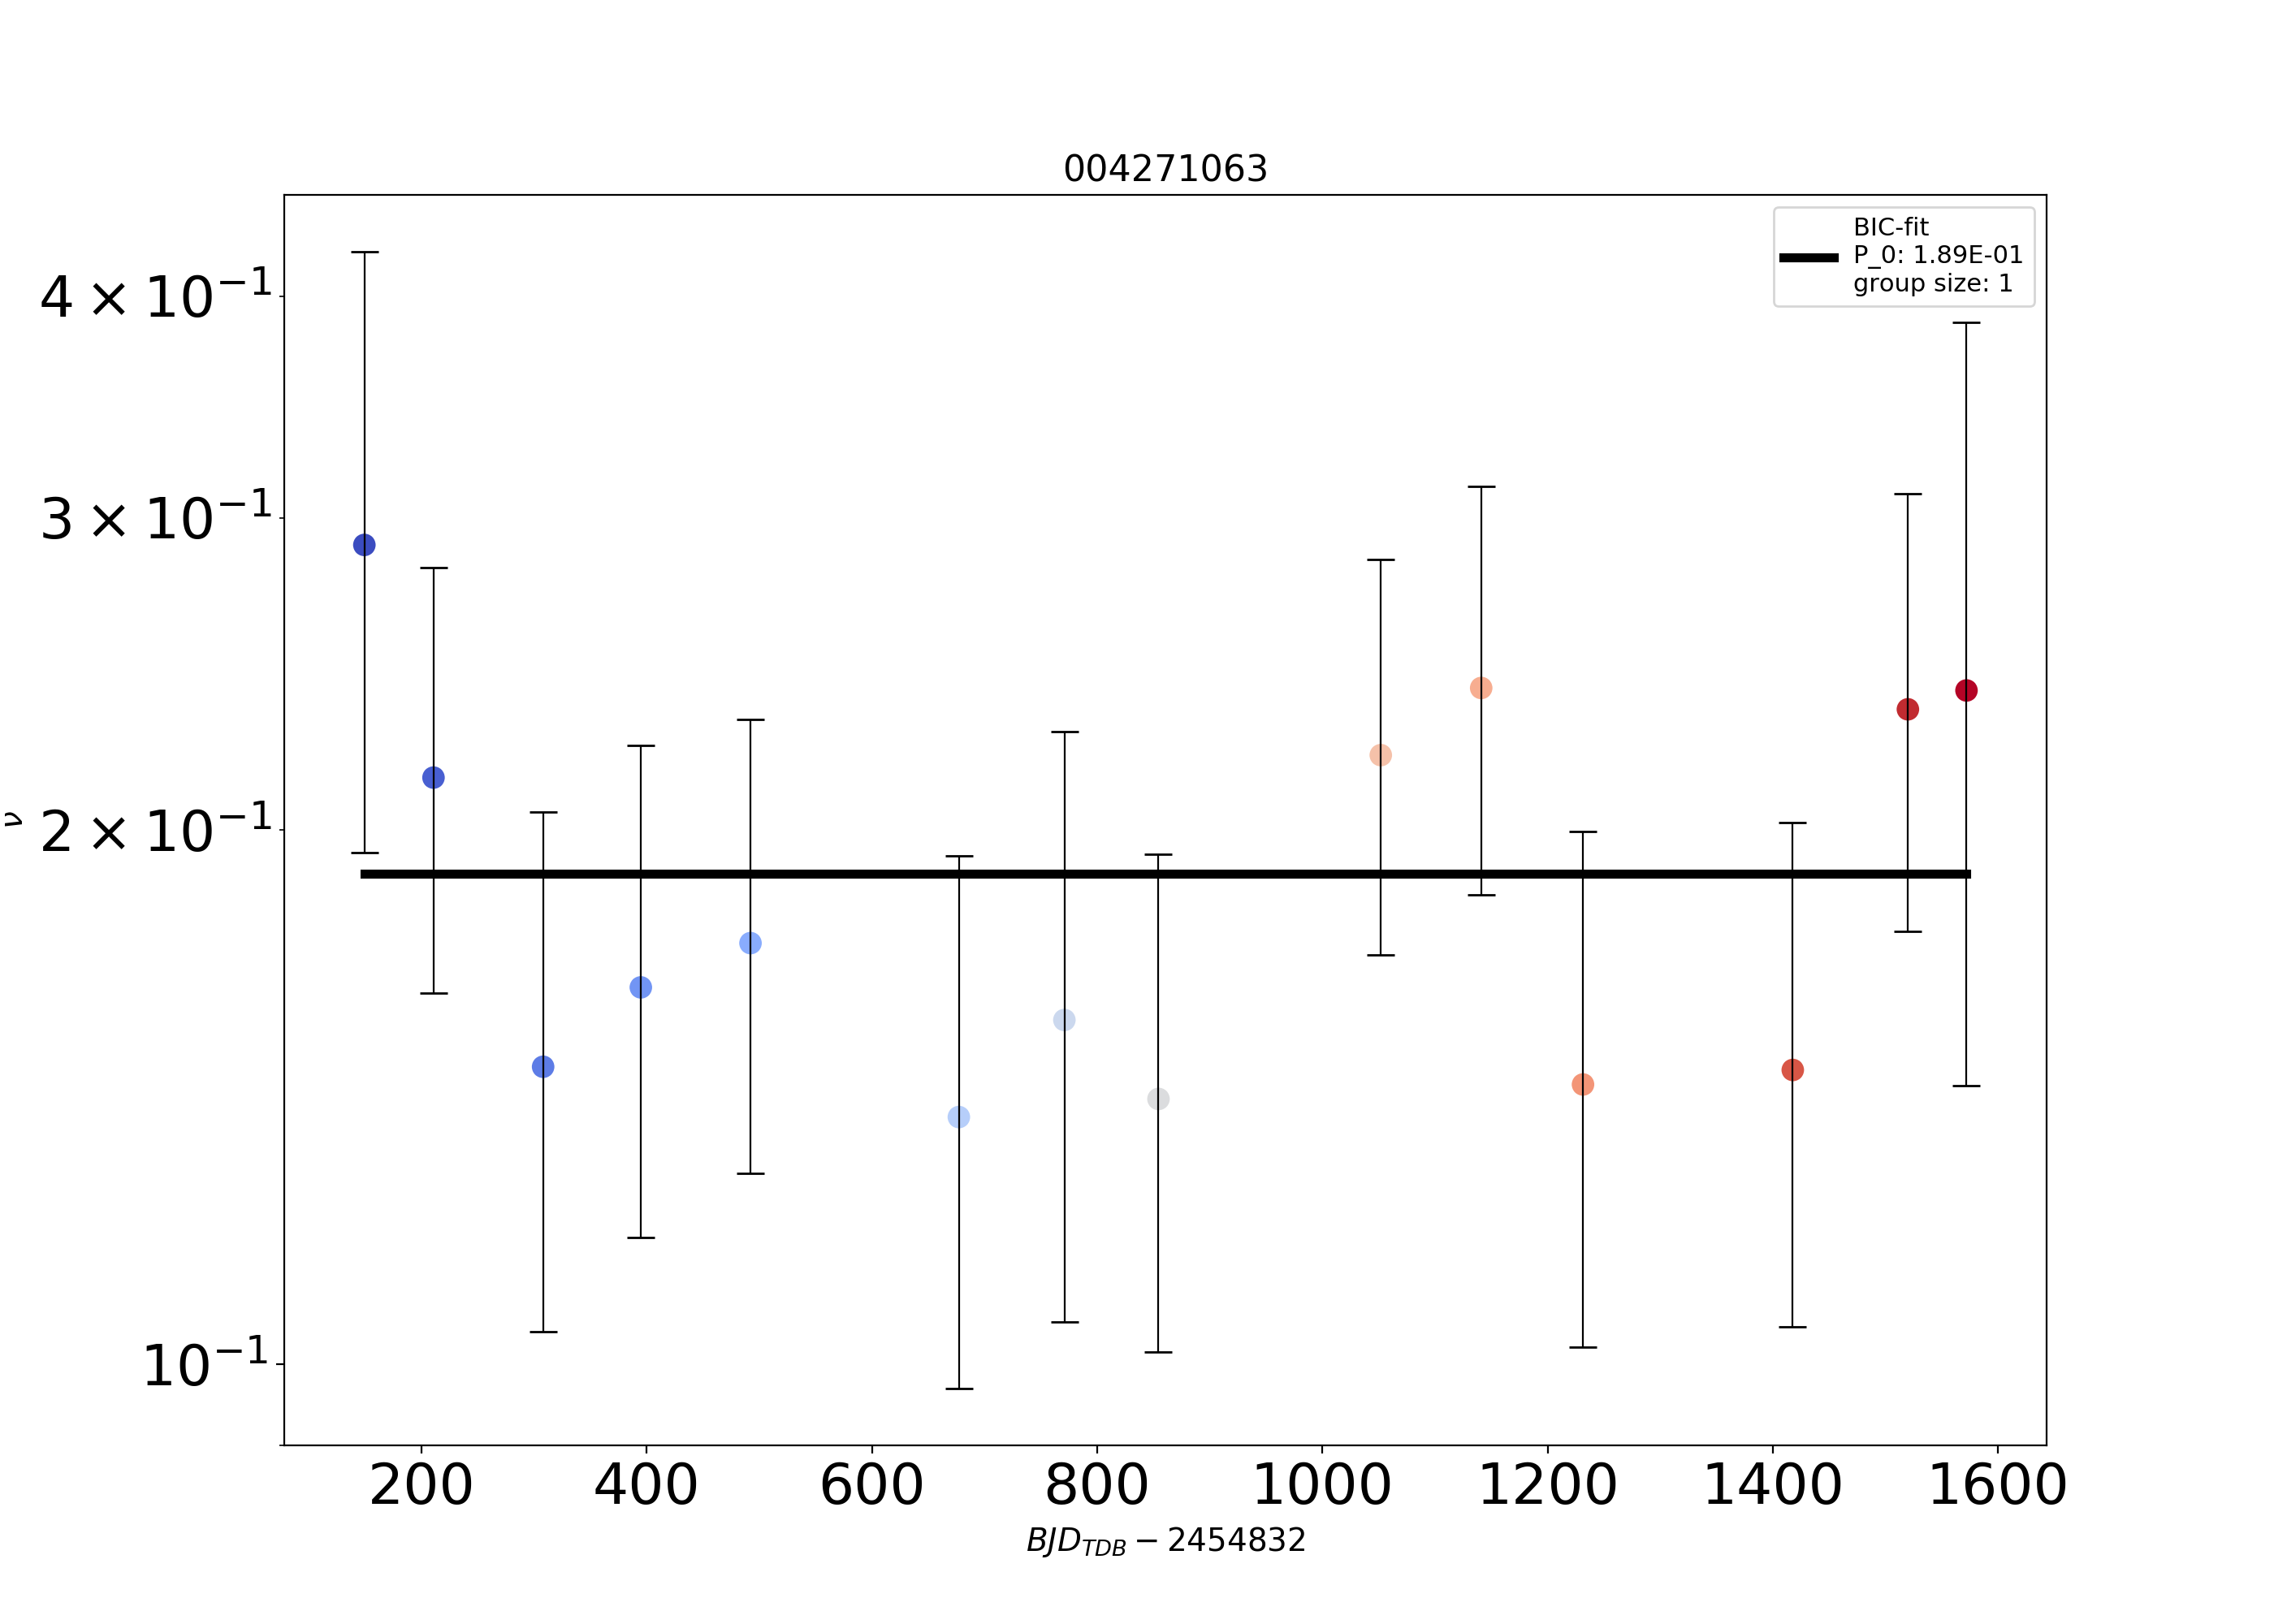 004271063
BIC-fit
P_0: 1.89E-01
group size: 1
4 × 10⁻¹
3 × 10⁻¹
2 × 10⁻¹
10⁻¹
ν
200 400 600 800 1000 1200 1400 1600
BJD_TDB − 2454832